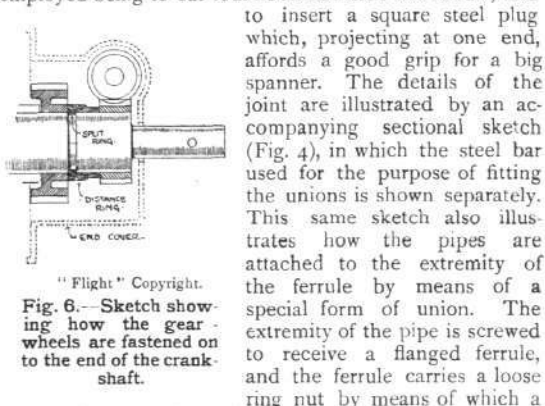 to insert a square steel plug
which, projecting at one end,
affords a good grip for a big
spanner. The details of the
joint are illustrated by an ac-
companying sectional sketch
(Fig. 4), in which the steel bar
used for the purpose of fitting
the unions is shown separately.
This same sketch also illus-
trates how the pipes are
attached to the extremity of
the ferrule by means of a
special form of union. The
extremity of the pipe is screwed
to receive a flanged ferrule,
and the ferrule carries a loose
ring nut by means of which a
SPLIT
RING.
DISTANCE
RING.
END COVER.
"Flight" Copyright.
Fig. 6.—Sketch show-
ing how the gear-
wheels are fastened on
to the end of the crank-
shaft.